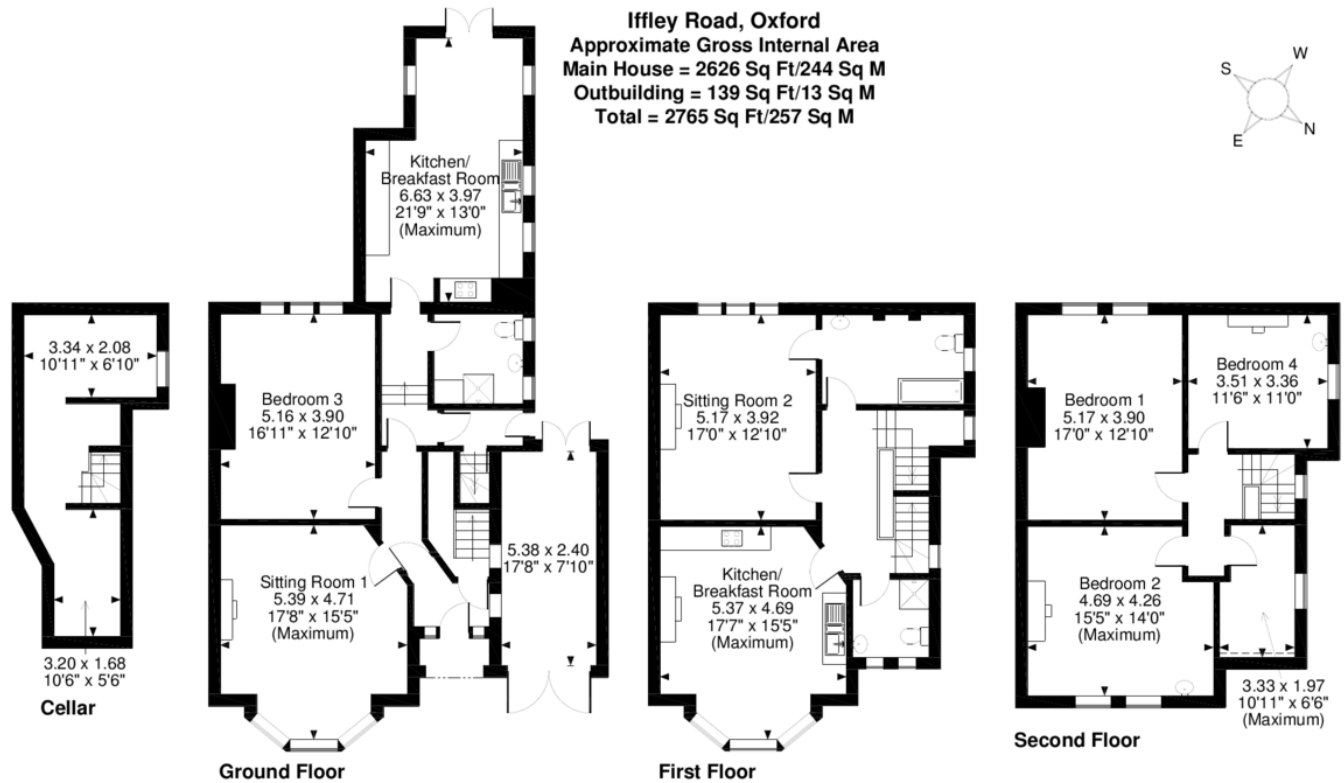 Iffley Road, Oxford
Approximate Gross Internal Area
Main House = 2626 Sq Ft/244 Sq M
Outbuilding = 139 Sq Ft/13 Sq M
Total = 2765 Sq Ft/257 Sq M
S
W
E
N
Kitchen/
Breakfast Room
6.63 x 3.97
21'9" x 13'0"
(Maximum)
3.34 x 2.08
10'11" x 6'10"
3.20 x 1.68
10'6" x 5'6"
Cellar
Bedroom 3
5.16 x 3.90
16'11" x 12'10"
Sitting Room 1
5.39 x 4.71
17'8" x 15'5"
(Maximum)
5.38 x 2.40
17'8" x 7'10"
Ground Floor
Sitting Room 2
5.17 x 3.92
17'0" x 12'10"
Kitchen/
Breakfast Room
5.37 x 4.69
17'7" x 15'5"
(Maximum)
First Floor
Bedroom 1
5.17 x 3.90
17'0" x 12'10"
Bedroom 4
3.51 x 3.36
11'6" x 11'0"
Bedroom 2
4.69 x 4.26
15'5" x 14'0"
(Maximum)
3.33 x 1.97
10'11" x 6'6"
(Maximum)
Second Floor